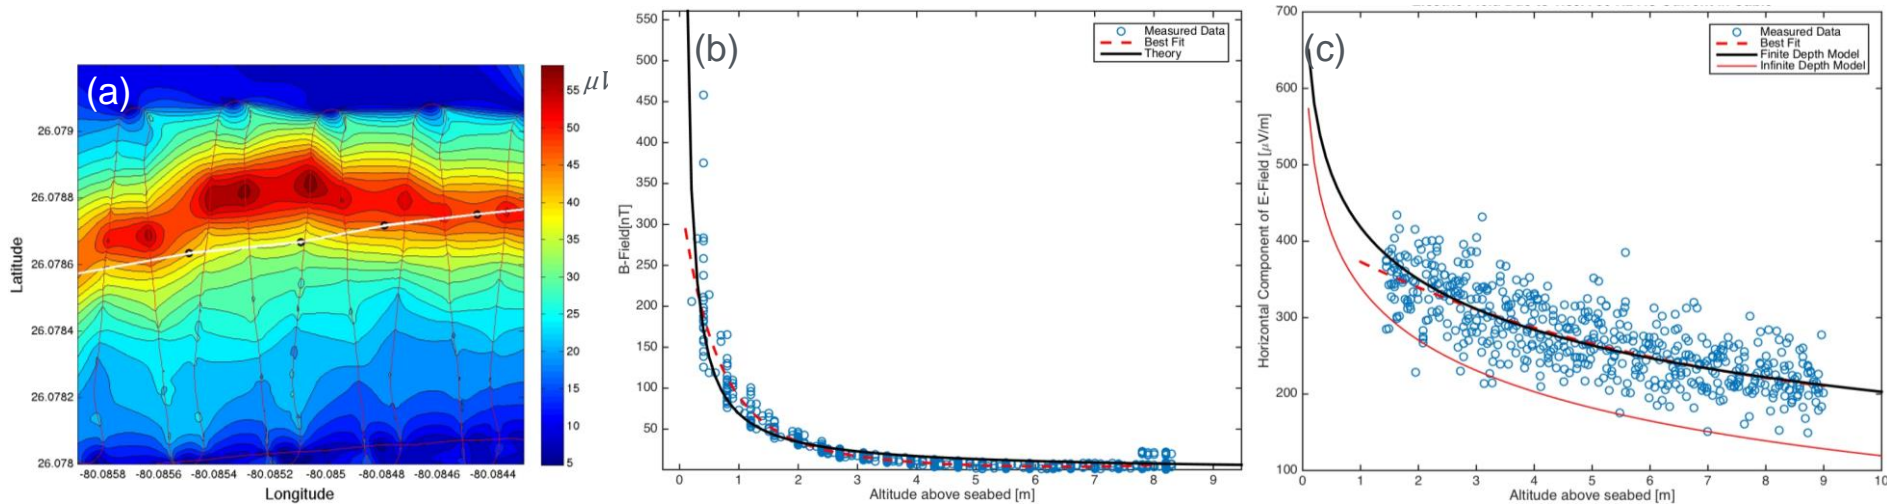 (a)
μV
55
50
45
40
35
30
25
20
15
10
5
26.079
26.0788
26.0786
26.0784
26.0782
26.078
Latitude
-80.0858 -80.0856 -80.0854 -80.0852 -80.085 -80.0848 -80.0846 -80.0844
Longitude
(b)
Measured Data
Best Fit
Theory
550
500
450
400
350
300
250
200
150
100
50
B-Field[nT]
0 1 2 3 4 5 6 7 8 9
Altitude above seabed [m]
(c)
Measured Data
Best Fit
Finite Depth Model
Infinite Depth Model
700
600
500
400
300
200
100
Horizontal Component of E-Field [μV/m]
0 1 2 3 4 5 6 7 8 9 10
Altitude above seabed [m]